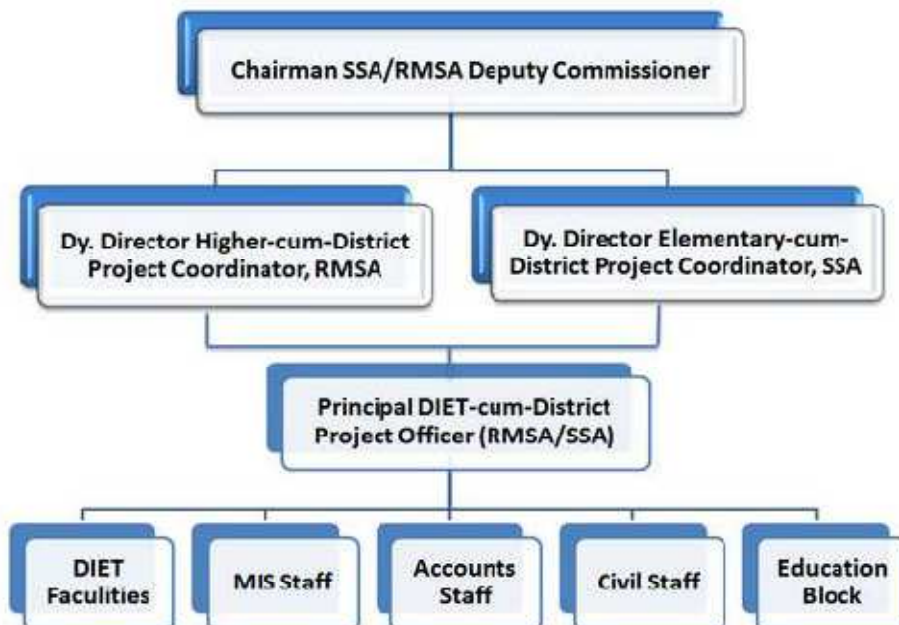 Chairman SSA/RMSA Deputy Commissioner
Dy. Director Higher-cum-District
Project Coordinator, RMSA
Dy. Director Elementary-cum-
District Project Coordinator, SSA
Principal DIET-cum-District
Project Officer (RMSA/SSA)
DIET
Faculities
MIS Staff
Accounts
Staff
Civil Staff
Education
Block